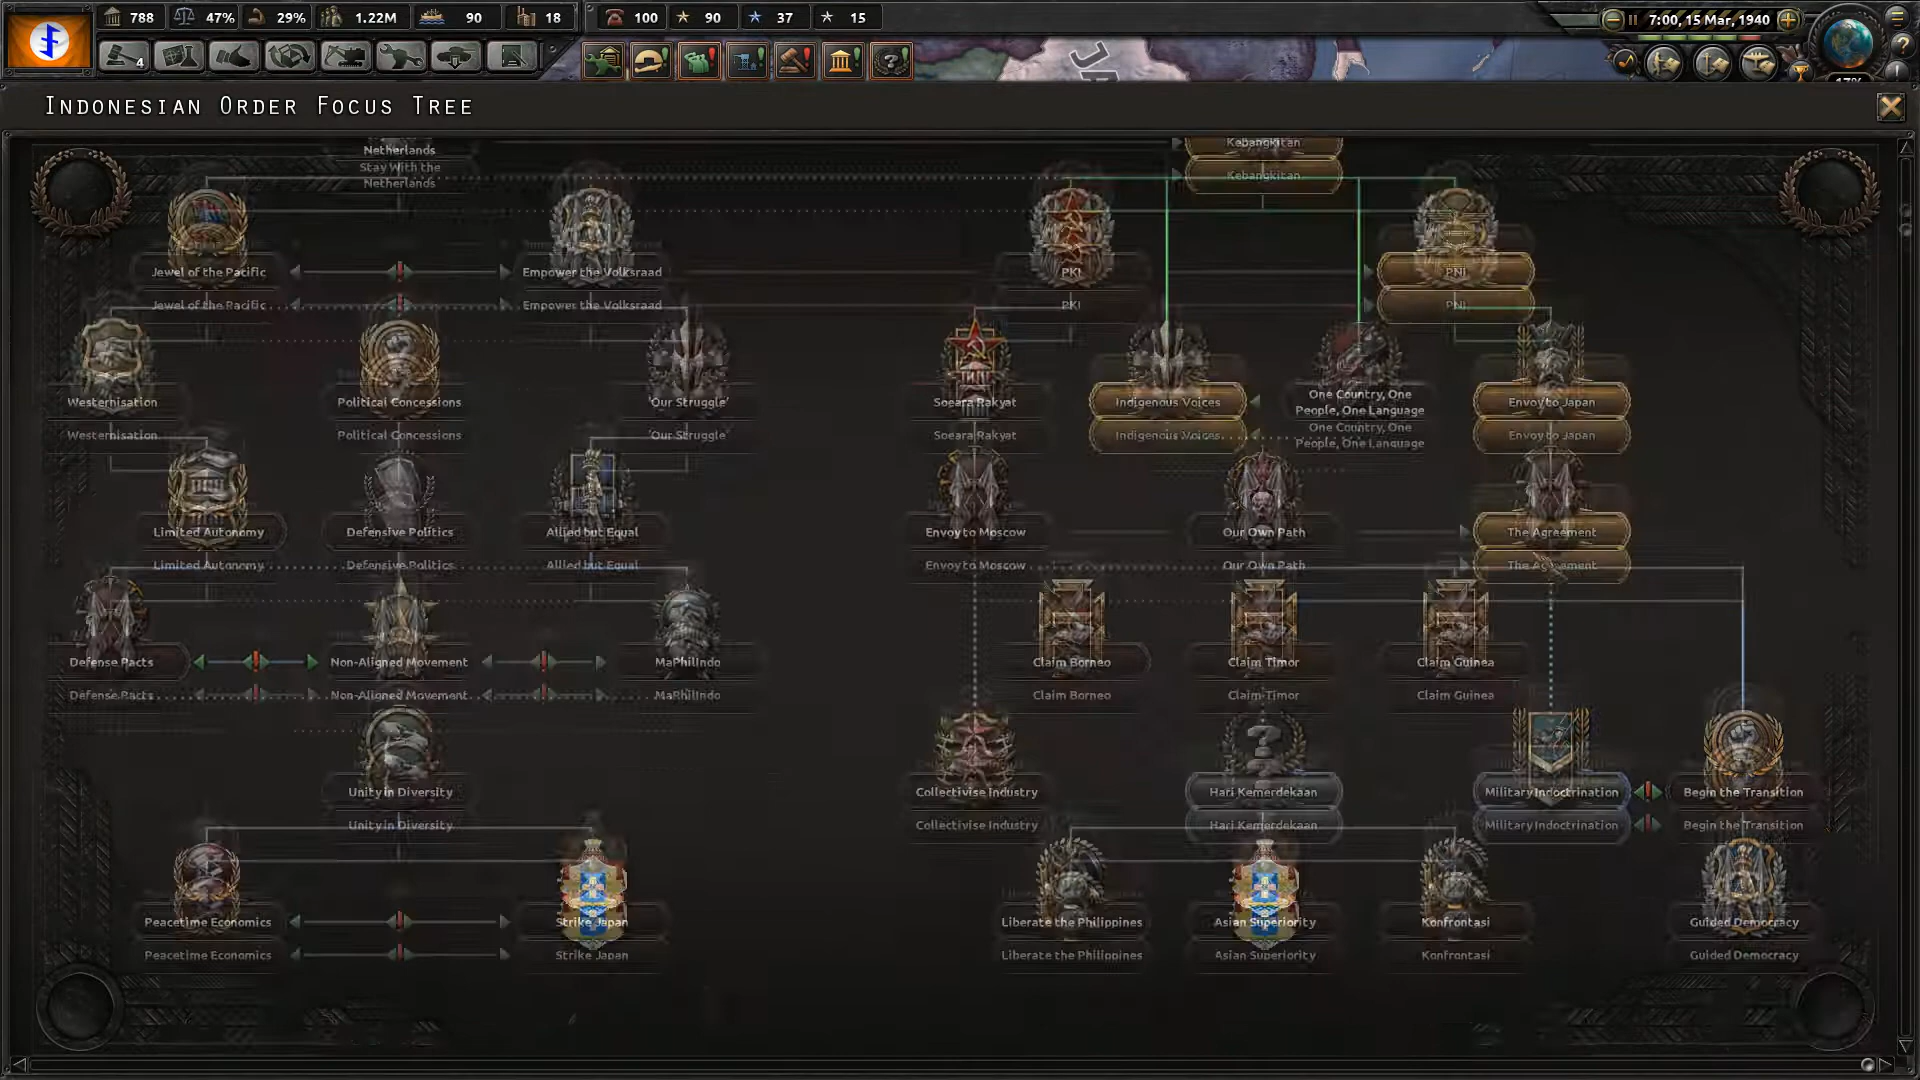 788 47% 29% 1.22M 90 18 100 90 37 15 7:00, 15 Mar, 1940
4
17%
INDONESIAN ORDER FOCUS TREE
Netherlands Kebangkitan
Stay With the
Netherlands Kebangkitan
Jewel of the Pacific Empower the Volksraad PKI PNI
Jewel of the Pacific Empower the Volksraad PKI PNI
Westernisation Political Concessions 'Our Struggle' Soeara Rakyat Indigenous Voices One Country, One
People, One Language Envoy to Japan
Westernisation Political Concessions 'Our Struggle' Soeara Rakyat Indigenous Voices One Country, One
People, One Language Envoy to Japan
Limited Autonomy Defensive Politics Allied but Equal Envoy to Moscow Our Own Path The Agreement
Limited Autonomy Defensive Politics Allied but Equal Envoy to Moscow Our Own Path The Agreement
Defense Pacts Non-Aligned Movement MaPhilIndo Claim Borneo Claim Timor Claim Guinea
Defense Pacts Non-Aligned Movement MaPhilIndo Claim Borneo Claim Timor Claim Guinea
Unity in Diversity Collectivise Industry Hari Kemerdekaan Military Indoctrination Begin the Transition
Unity in Diversity Collectivise Industry Hari Kemerdekaan Military Indoctrination Begin the Transition
Peacetime Economics Strike Japan Liberate the Philippines Asian Superiority Konfrontasi Guided Democracy
Peacetime Economics Strike Japan Liberate the Philippines Asian Superiority Konfrontasi Guided Democracy